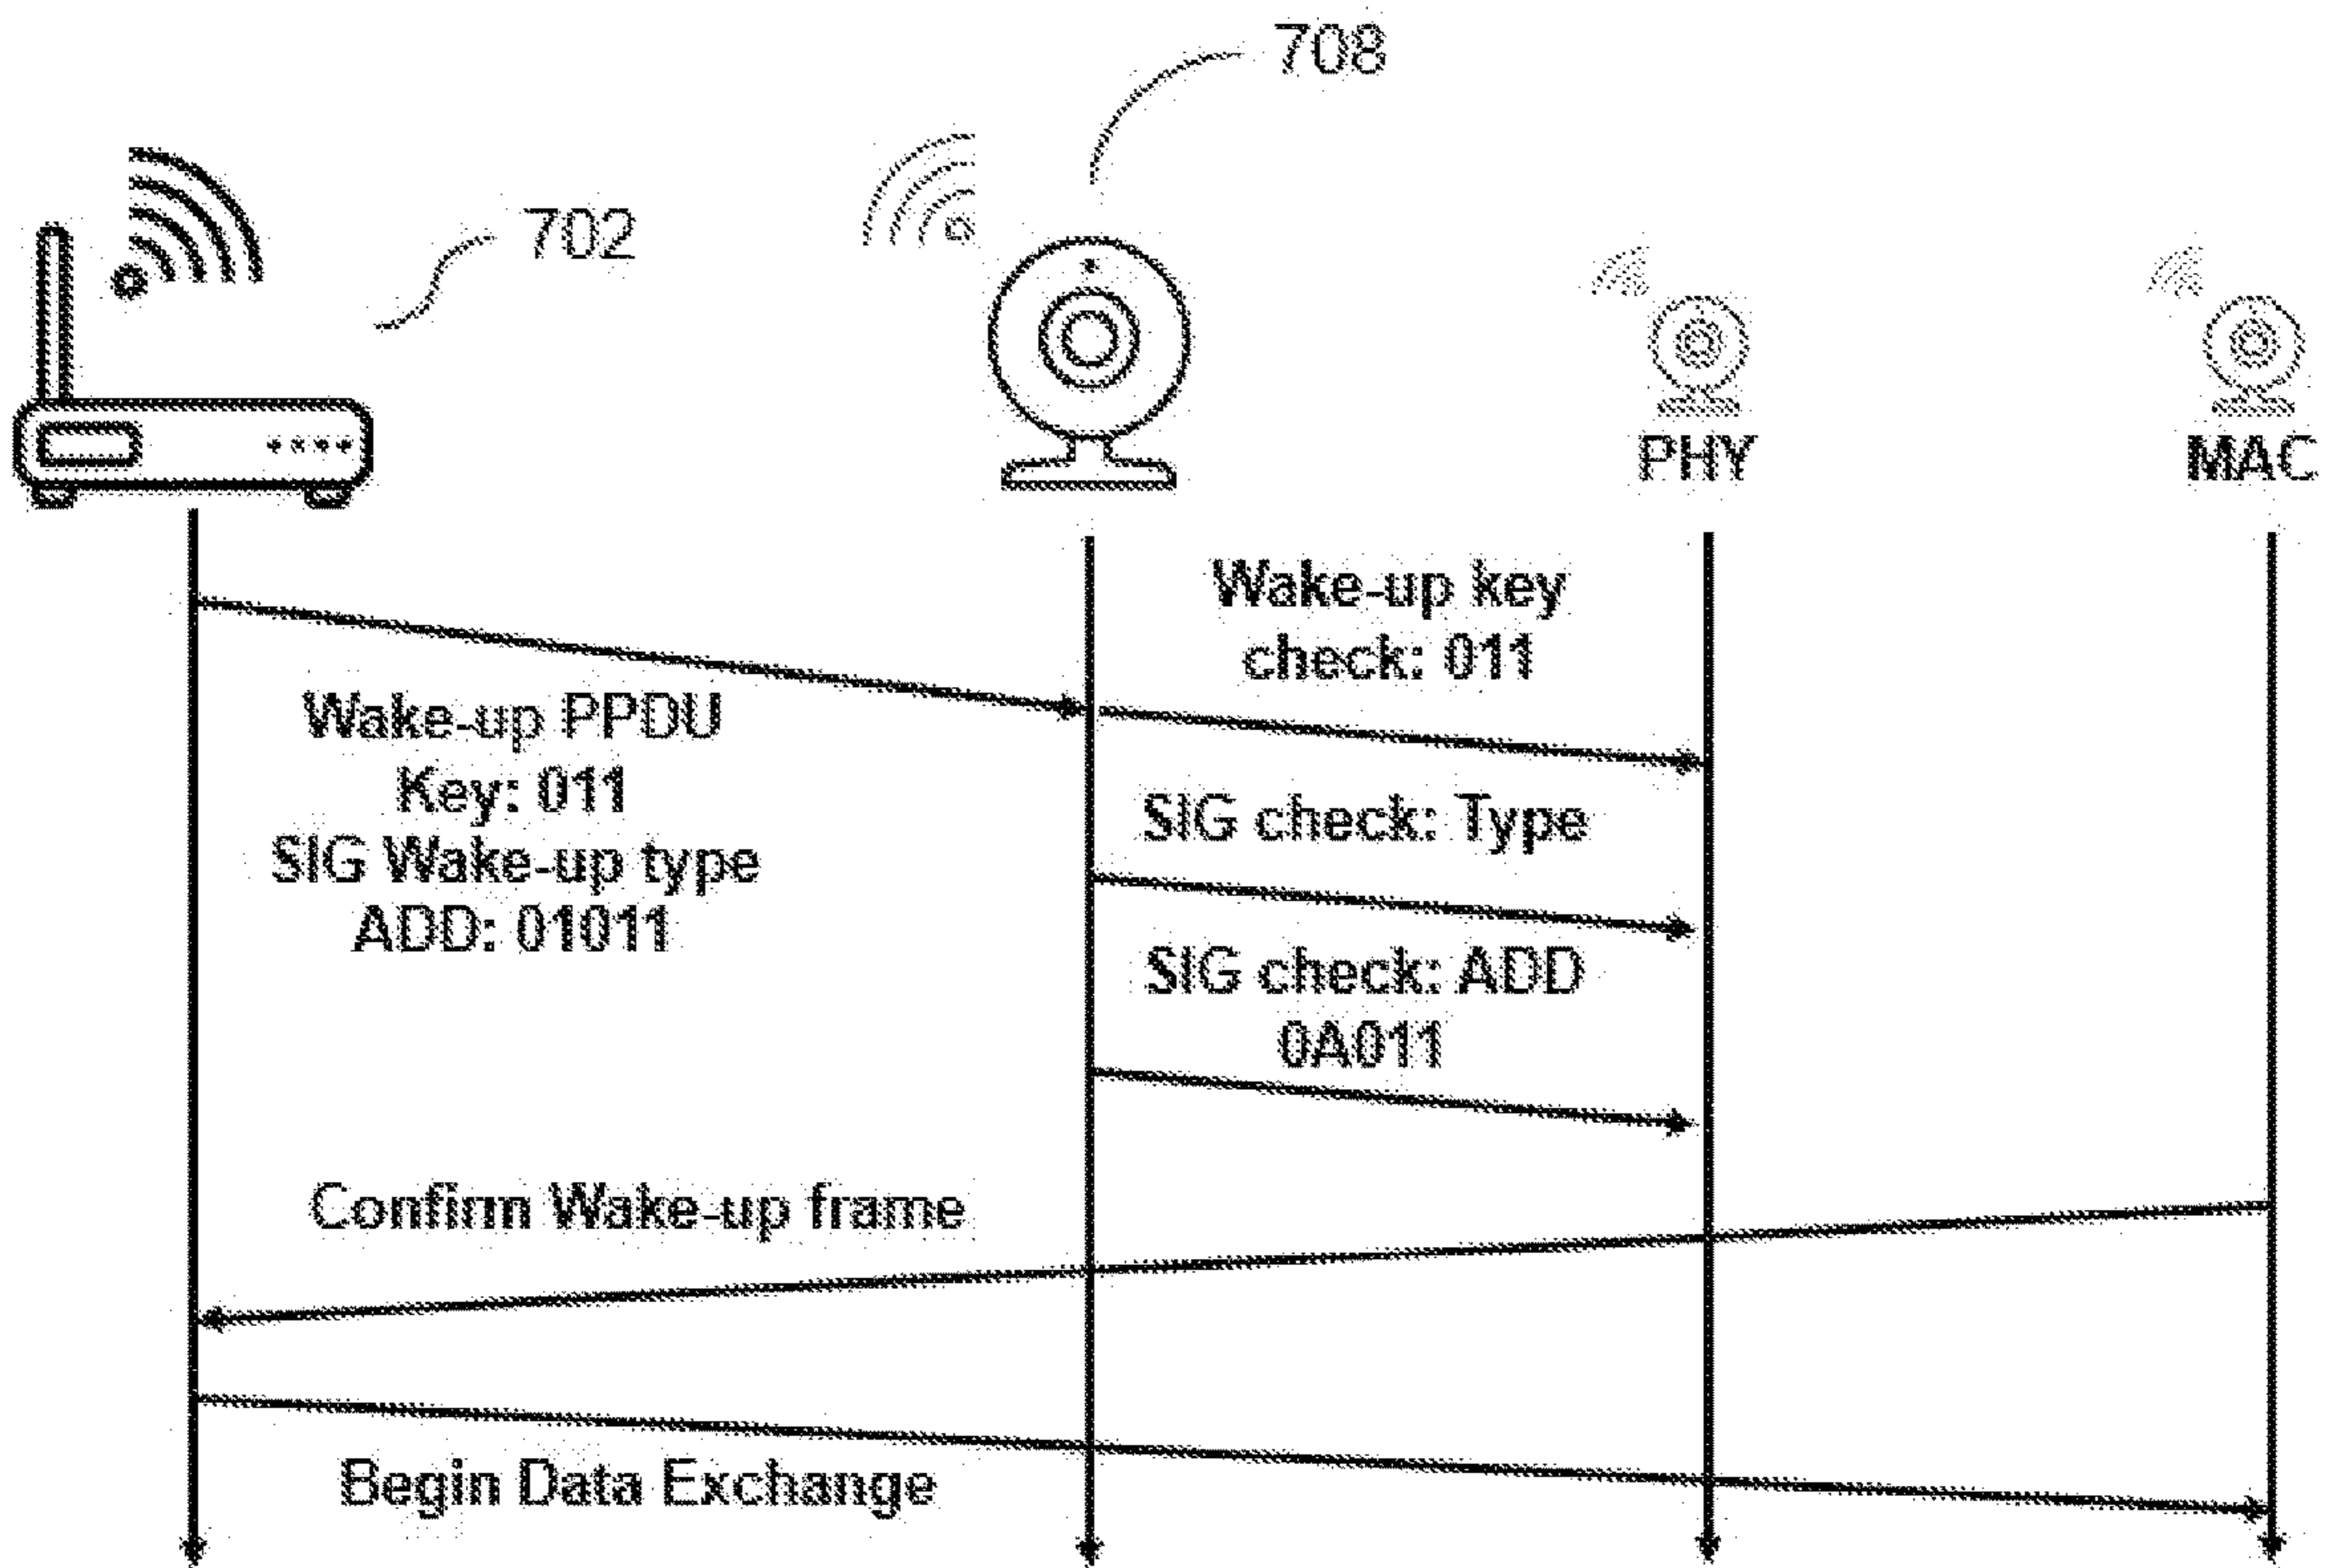 708
702
PHY
MAC
Wake-up key
check: 011
Wake-up PPDU
Key: 011
SIG Wake-up type
ADD: 01011
SIG check: Type
SIG check: ADD
0A011
Confirm Wake-up frame
Begin Data Exchange